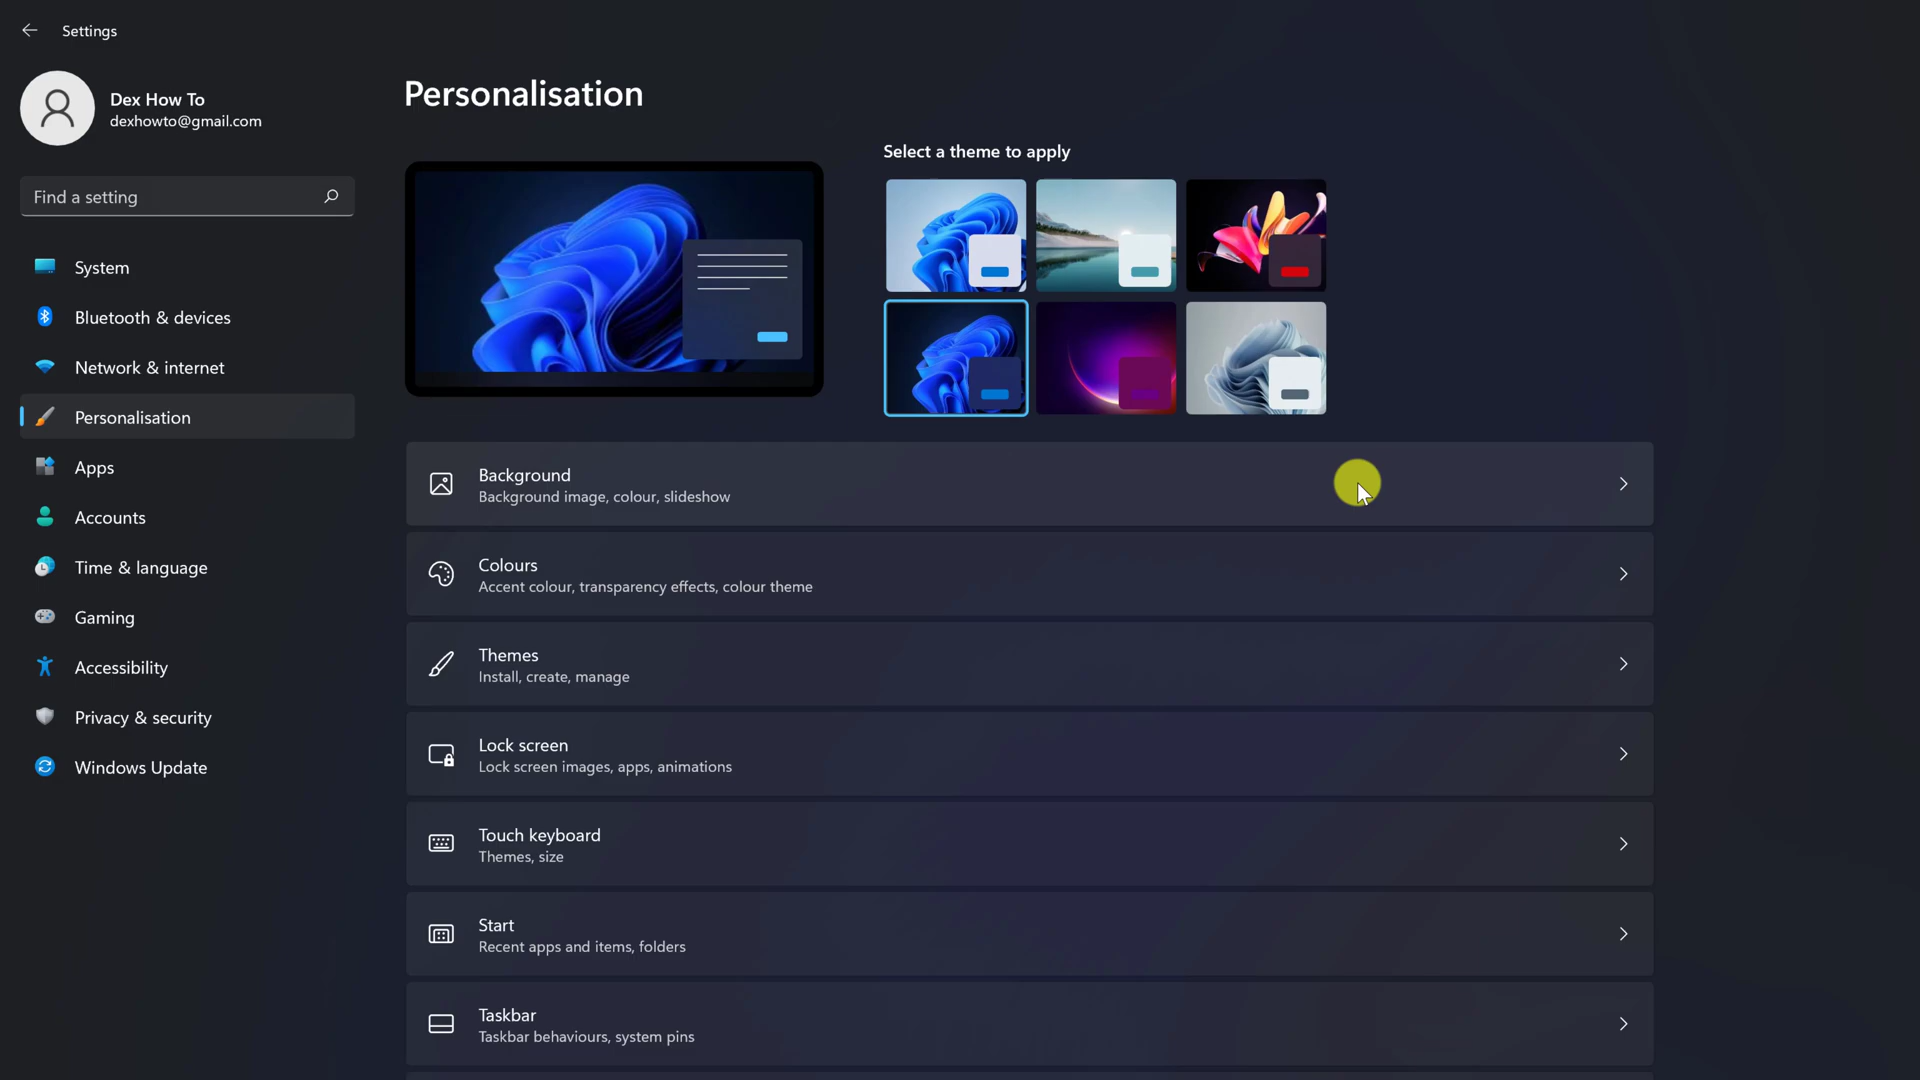 Settings
Dex How To
dexhowto@gmail.com
Find a setting
System
Bluetooth & devices
Network & internet
Personalisation
Apps
Accounts
Time & language
Gaming
Accessibility
Privacy & security
Windows Update
Personalisation
Select a theme to apply
Background
Background image, colour, slideshow
Colours
Accent colour, transparency effects, colour theme
Themes
Install, create, manage
Lock screen
Lock screen images, apps, animations
Touch keyboard
Themes, size
Start
Recent apps and items, folders
Taskbar
Taskbar behaviours, system pins